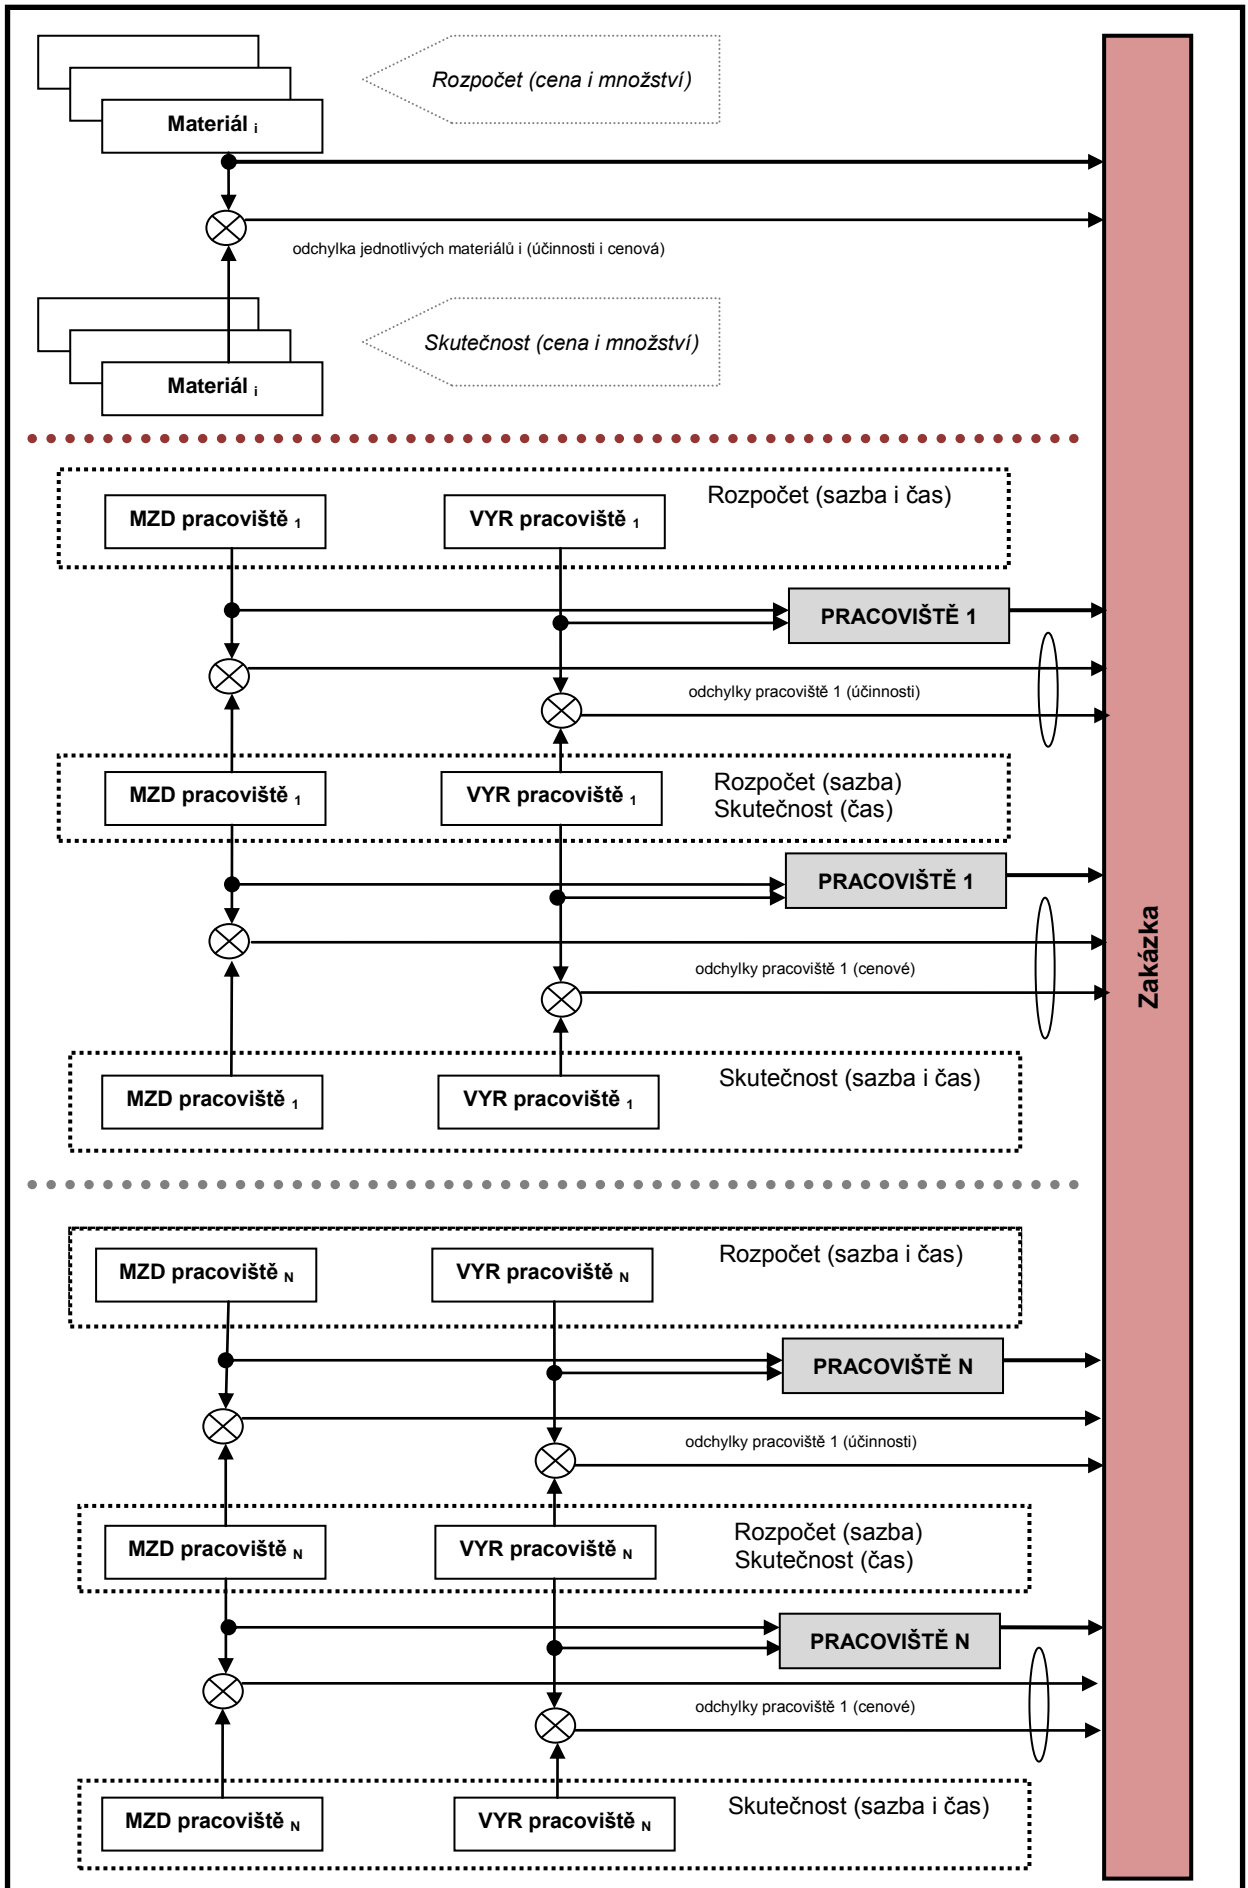 Rozpočet (cena i množství)
Materiál i
odchylka jednotlivých materiálů i (účinnosti i cenová)
Skutečnost (cena i množství)
Materiál i
Rozpočet (sazba i čas)
MZD pracoviště 1
VYR pracoviště 1
PRACOVIŠTĚ 1
odchylky pracoviště 1 (účinnosti)
MZD pracoviště 1
VYR pracoviště 1
Rozpočet (sazba)
Skutečnost (čas)
PRACOVIŠTĚ 1
Zakázka
odchylky pracoviště 1 (cenové)
Skutečnost (sazba i čas)
MZD pracoviště 1
VYR pracoviště 1
Rozpočet (sazba i čas)
MZD pracoviště N
VYR pracoviště N
PRACOVIŠTĚ N
odchylky pracoviště 1 (účinnosti)
MZD pracoviště N
VYR pracoviště N
Rozpočet (sazba)
Skutečnost (čas)
PRACOVIŠTĚ N
odchylky pracoviště 1 (cenové)
Skutečnost (sazba i čas)
MZD pracoviště N
VYR pracoviště N